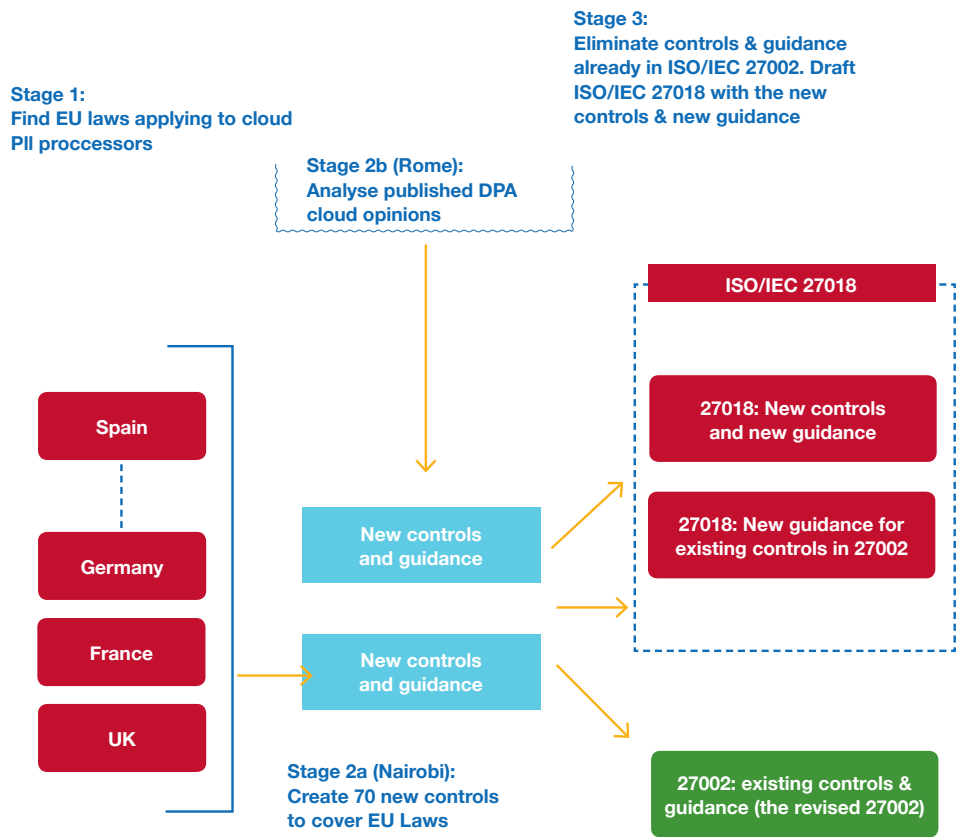 Stage 1:
Find EU laws applying to cloud
PII proccessors
Stage 2b (Rome):
Analyse published DPA
cloud opinions
Stage 3:
Eliminate controls & guidance
already in ISO/IEC 27002. Draft
ISO/IEC 27018 with the new
controls & new guidance
Spain
Germany
France
UK
New controls
and guidance
New controls
and guidance
Stage 2a (Nairobi):
Create 70 new controls
to cover EU Laws
ISO/IEC 27018
27018: New controls
and new guidance
27018: New guidance for
existing controls in 27002
27002: existing controls &
guidance (the revised 27002)